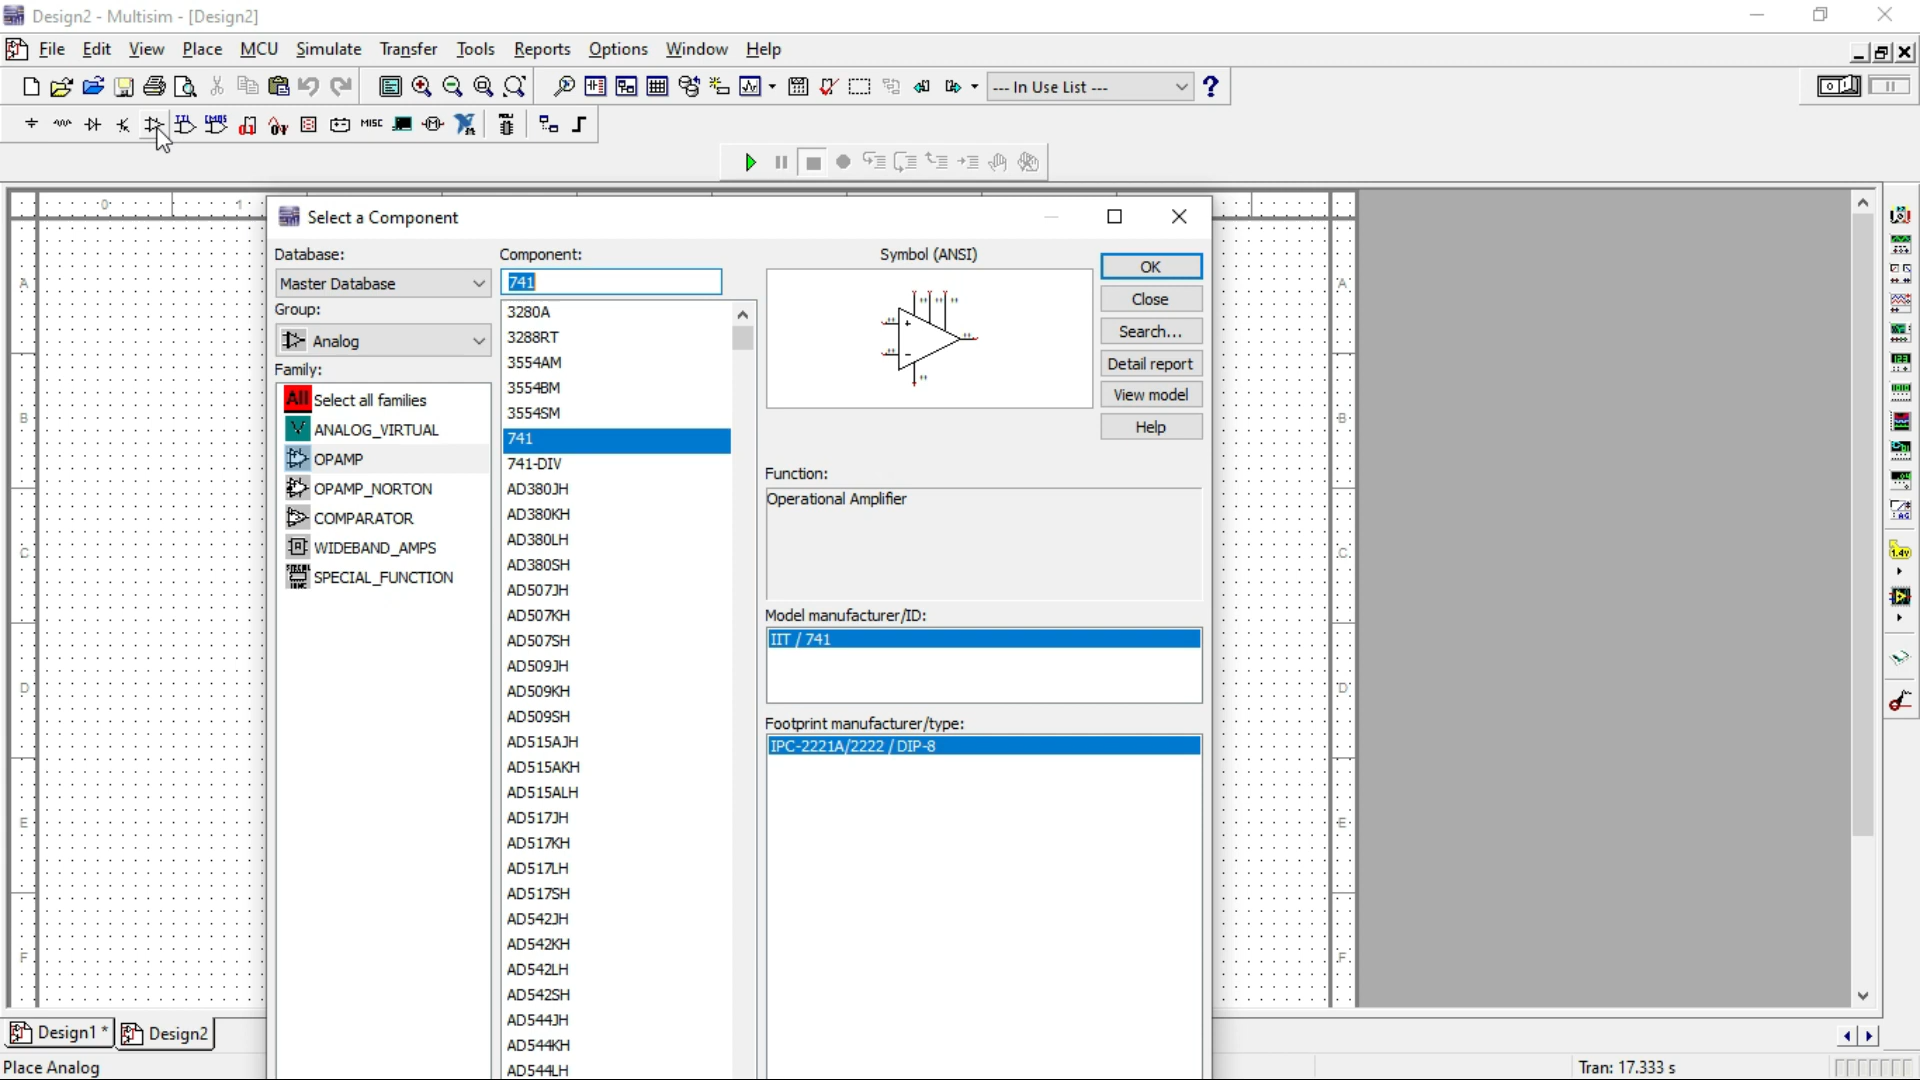 Design2 - Multisim - [Design2]
File Edit View Place MCU Simulate Transfer Tools Reports Options Window Help
--- In Use List ---
MISC
Select a Component
Database:
Master Database
Group:
Analog
Family:
All Select all families
ANALOG_VIRTUAL
OPAMP
OPAMP_NORTON
COMPARATOR
WIDEBAND_AMPS
SPECIAL_FUNCTION
Component:
741
3280A
3288RT
3554AM
3554BM
3554SM
741
741-DIV
AD380JH
AD380KH
AD380LH
AD380SH
AD507JH
AD507KH
AD507SH
AD509JH
AD509KH
AD509SH
AD515AJH
AD515AKH
AD515ALH
AD517JH
AD517KH
AD517LH
AD517SH
AD542JH
AD542KH
AD542LH
AD542SH
AD544JH
AD544KH
AD544LH
Symbol (ANSI)
OK
Close
Search...
Detail report
View model
Help
Function:
Operational Amplifier
Model manufacturer/ID:
IIT / 741
Footprint manufacturer/type:
IPC-2221A/2222 / DIP-8
0 1
A A
B B
C C
D D
E E
F F
Design1 * Design2
Place Analog
Tran: 17.333 s